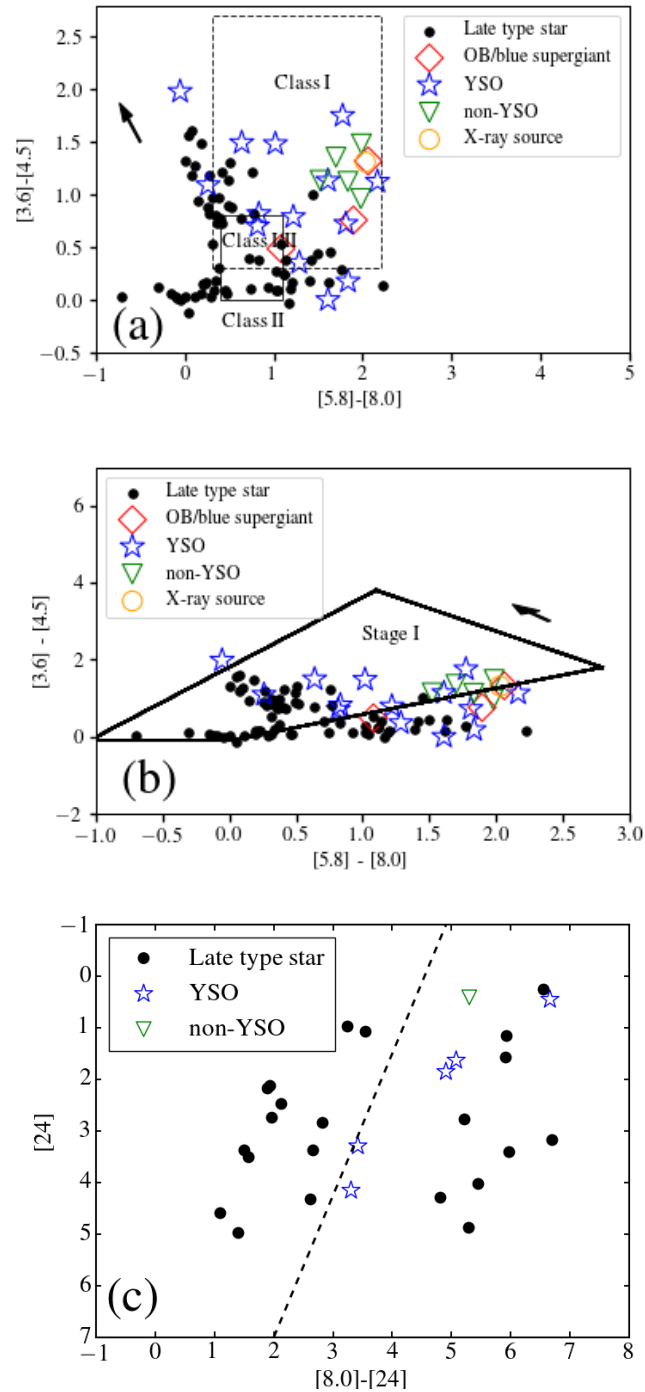 2.5
2.0
1.5
1.0
0.5
0.0
−0.5
[3.6]-[4.5]
Class I
Class II
(a)
Late type star
OB/blue supergiant
YSO
non-YSO
X-ray source
−1
0
1
2
3
4
5
[5.8]-[8.0]
6
4
2
0
−2
[3.6] - [4.5]
Late type star
OB/blue supergiant
YSO
non-YSO
X-ray source
Stage I
(b)
−1.0
−0.5
0.0
0.5
1.0
1.5
2.0
2.5
3.0
[5.8] - [8.0]
−1
0
1
2
3
4
5
6
7
[24]
Late type star
YSO
non-YSO
(c)
−1
0
1
2
3
4
5
6
7
8
[8.0]-[24]